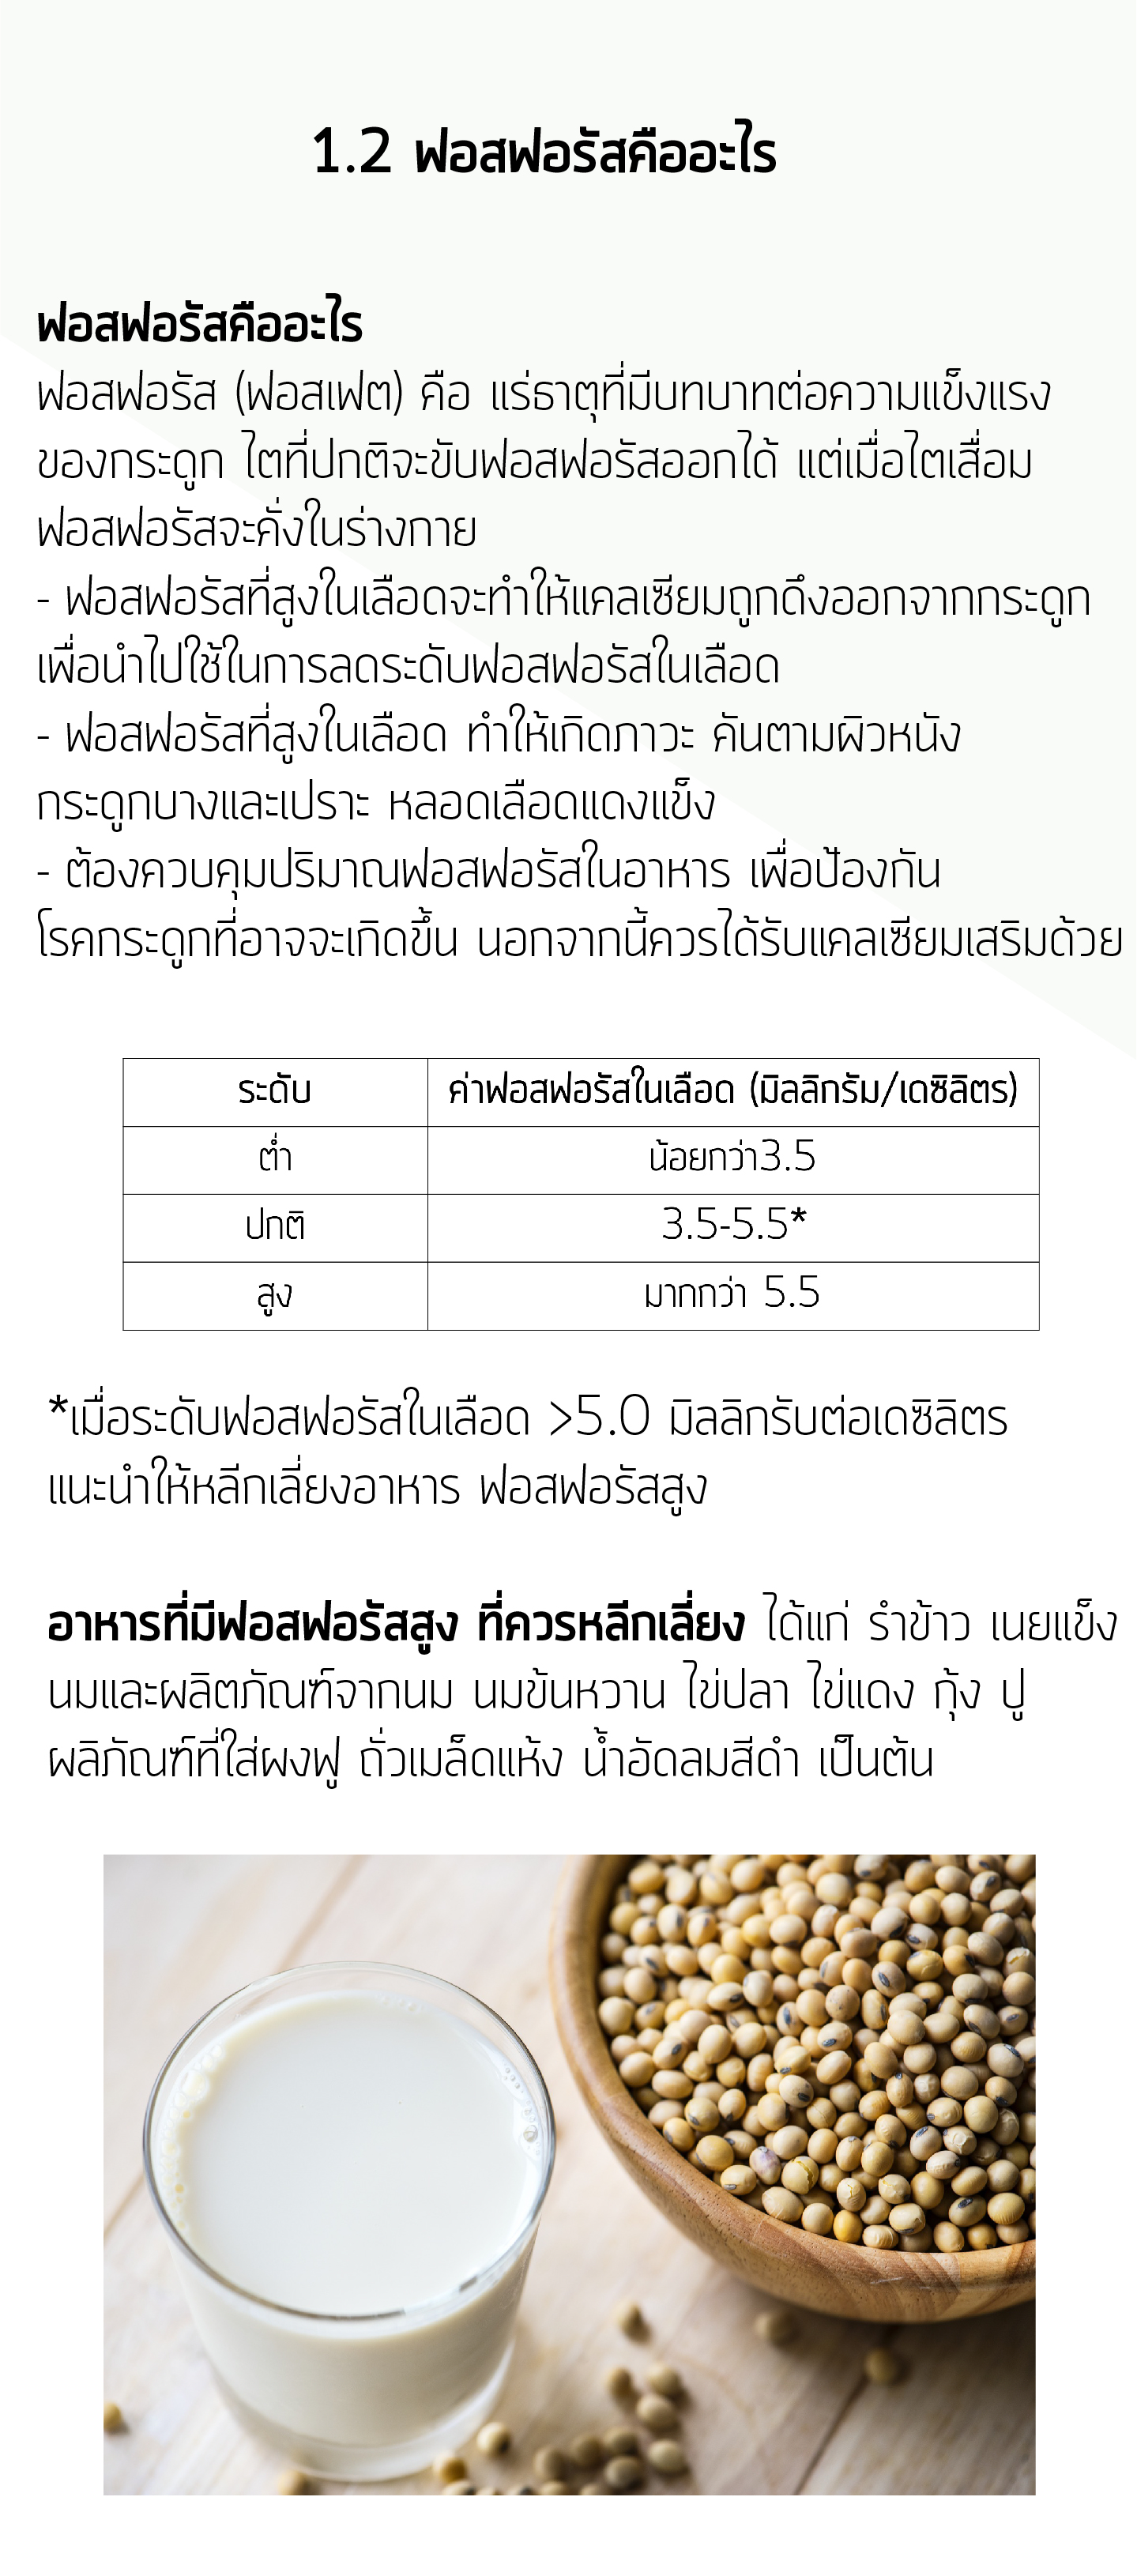 1.2 ฟอสฟอรัสคืออะไร
ฟอสฟอรัสคืออะไร
ฟอสฟอรัส (ฟอสเฟต) คือ แร่ธาตุที่มีบทบาทต่อความแข็งแรง
ของกระดูก ไตที่ปกติจะขับฟอสฟอรัสออกได้ แต่เมื่อไตเสื่อม
ฟอสฟอรัสจะคั่งในร่างกาย
- ฟอสฟอรัสที่สูงในเลือดจะทำให้แคลเซียมถูกดึงออกจากกระดูก
เพื่อนำไปใช้ในการลดระดับฟอสฟอรัสในเลือด
- ฟอสฟอรัสที่สูงในเลือด ทำให้เกิดภาวะ คันตามผิวหนัง
กระดูกบางและเปราะ หลอดเลือดแดงแข็ง
- ต้องควบคุมปริมาณฟอสฟอรัสในอาหาร เพื่อป้องกัน
โรคกระดูกที่อาจจะเกิดขึ้น นอกจากนี้ควรได้รับแคลเซียมเสริมด้วย
ระดับ ค่าฟอสฟอรัสในเลือด (มิลลิกรัม/เดซิลิตร)
ต่ำ น้อยกว่า3.5
ปกติ 3.5-5.5*
สูง มากกว่า 5.5
*เมื่อระดับฟอสฟอรัสในเลือด >5.0 มิลลิกรับต่อเดซิลิตร
แนะนำให้หลีกเลี่ยงอาหาร ฟอสฟอรัสสูง
อาหารที่มีฟอสฟอรัสสูง ที่ควรหลีกเลี่ยง ได้แก่ รำข้าว เนยแข็ง
นมและผลิตภัณฑ์จากนม นมข้นหวาน ไข่ปลา ไข่แดง กุ้ง ปู
ผลิภัณฑ์ที่ใส่ผงฟู ถั่วเมล็ดแห้ง น้ำอัดลมสีดำ เป็นต้น